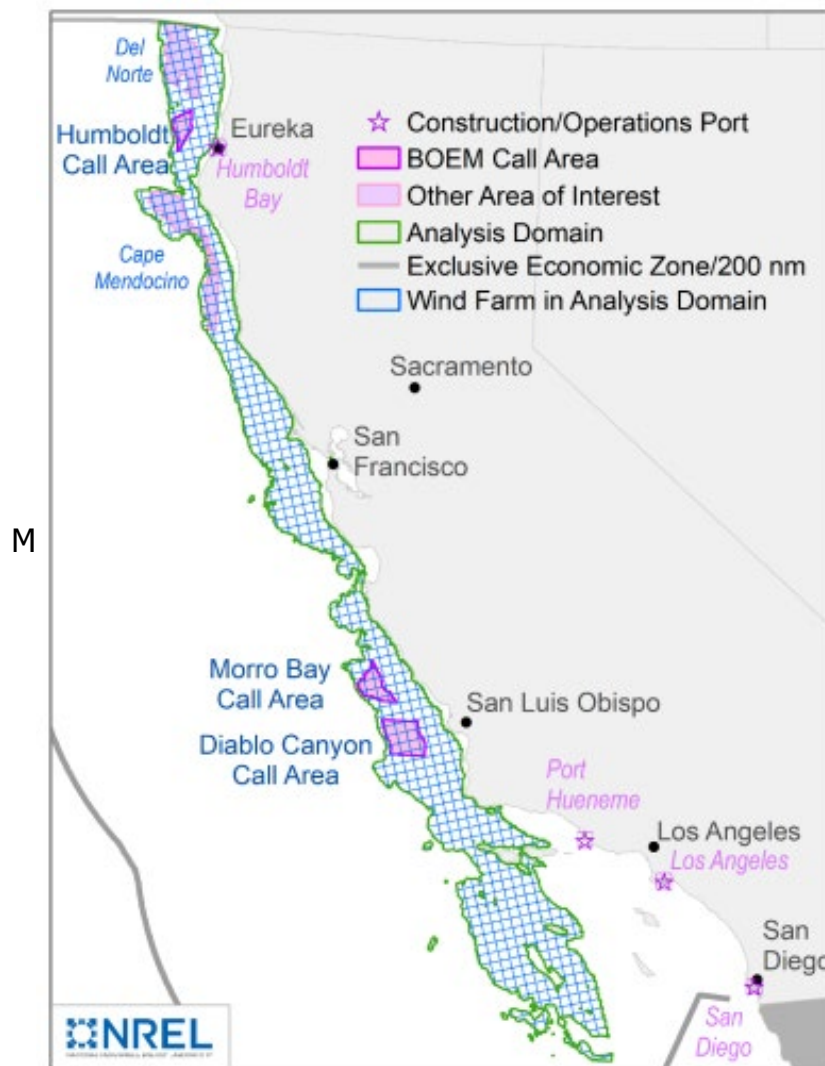 Del
Norte
Humboldt
Call Area
Eureka
Humboldt
Bay
Construction/Operations Port
BOEM Call Area
Other Area of Interest
Analysis Domain
Exclusive Economic Zone/200 nm
Wind Farm in Analysis Domain
Cape
Mendocino
Sacramento
San
Francisco
M
Morro Bay
Call Area
San Luis Obispo
Diablo Canyon
Call Area
Port
Hueneme
Los Angeles
Los Angeles
San
Diego
San
Diego
NREL